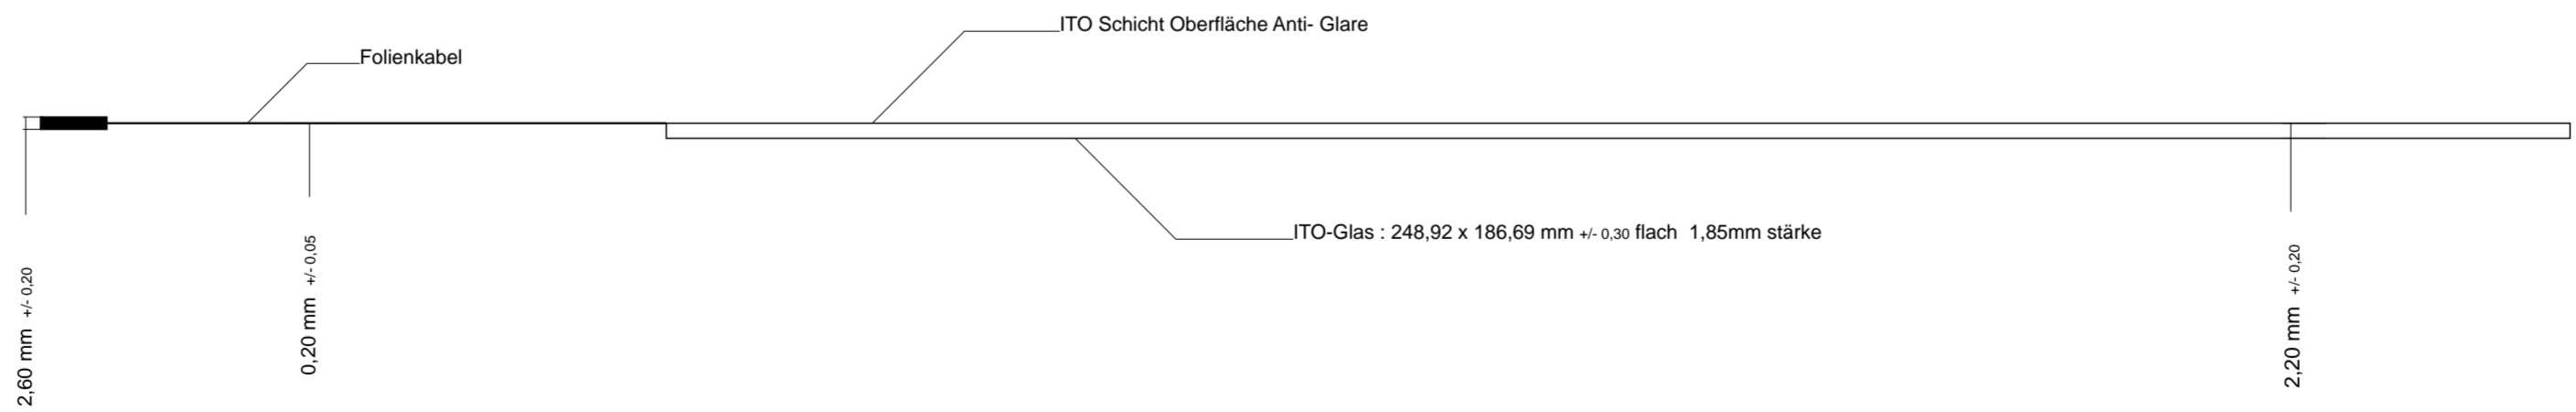 ITO Schicht Oberfläche Anti- Glare
Folienkabel
ITO-Glas : 248,92 x 186,69 mm +/- 0,30 flach 1,85mm stärke
2,60 mm +/- 0,20
0,20 mm +/- 0,05
2,20 mm +/- 0,20